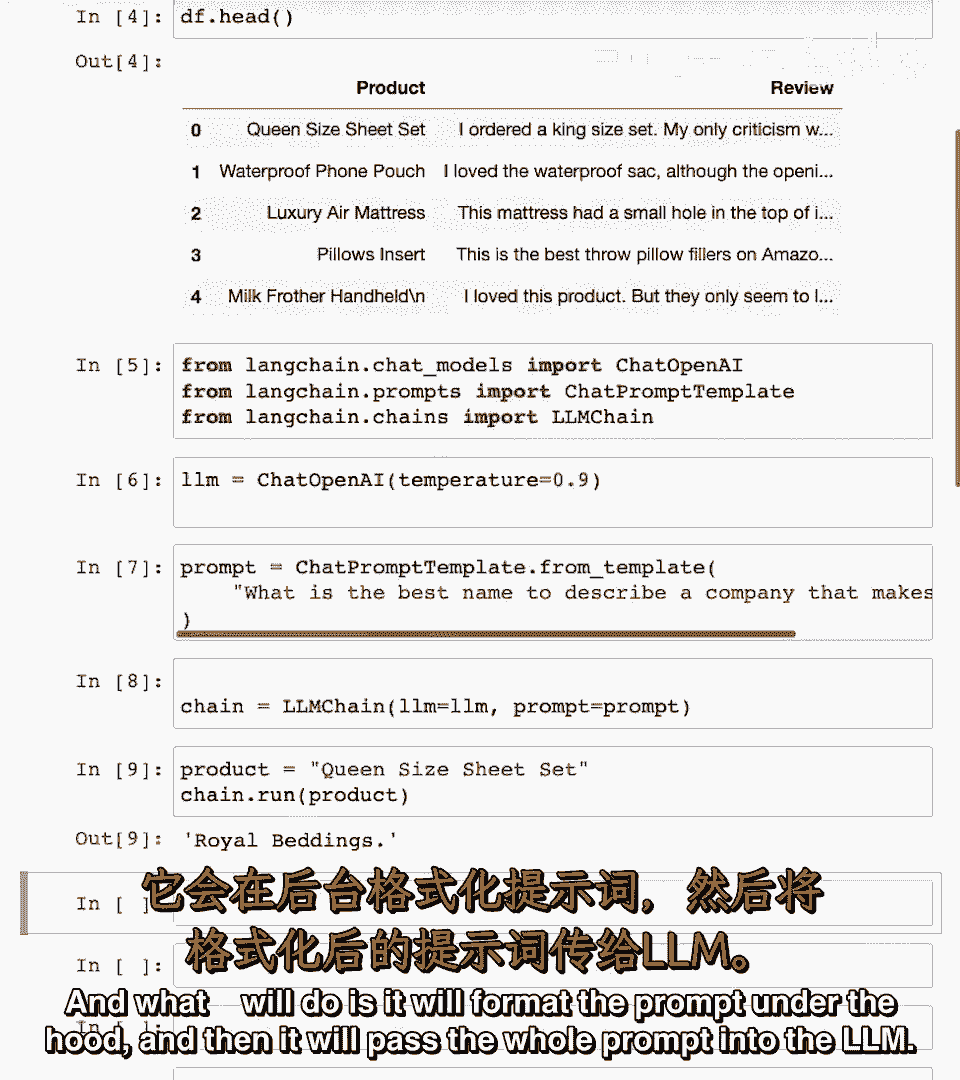 In [4]: df.head()
Out[4]:
Product Review
0 Queen Size Sheet Set I ordered a king size set. My only criticism w...
1 Waterproof Phone Pouch I loved the waterproof sac, although the openi...
2 Luxury Air Mattress This mattress had a small hole in the top of i...
3 Pillows Insert This is the best throw pillow fillers on Amazo...
4 Milk Frother Handheld\n I loved this product. But they only seem to l...
In [5]: from langchain.chat_models import ChatOpenAI
from langchain.prompts import ChatPromptTemplate
from langchain.chains import LLMChain
In [6]: llm = ChatOpenAI(temperature=0.9)
In [7]: prompt = ChatPromptTemplate.from_template(
"What is the best name to describe a company that makes
)
In [8]:
chain = LLMChain(llm=llm, prompt=prompt)
In [9]: product = "Queen Size Sheet Set"
chain.run(product)
Out[9]: 'Royal Beddings.'
In [ ]
它会在后台格式化提示词，然后将
格式化后的提示词传给LLM。
In [ ]:
And what will do is it will format the prompt under the
hood, and then it will pass the whole prompt into the LLM.